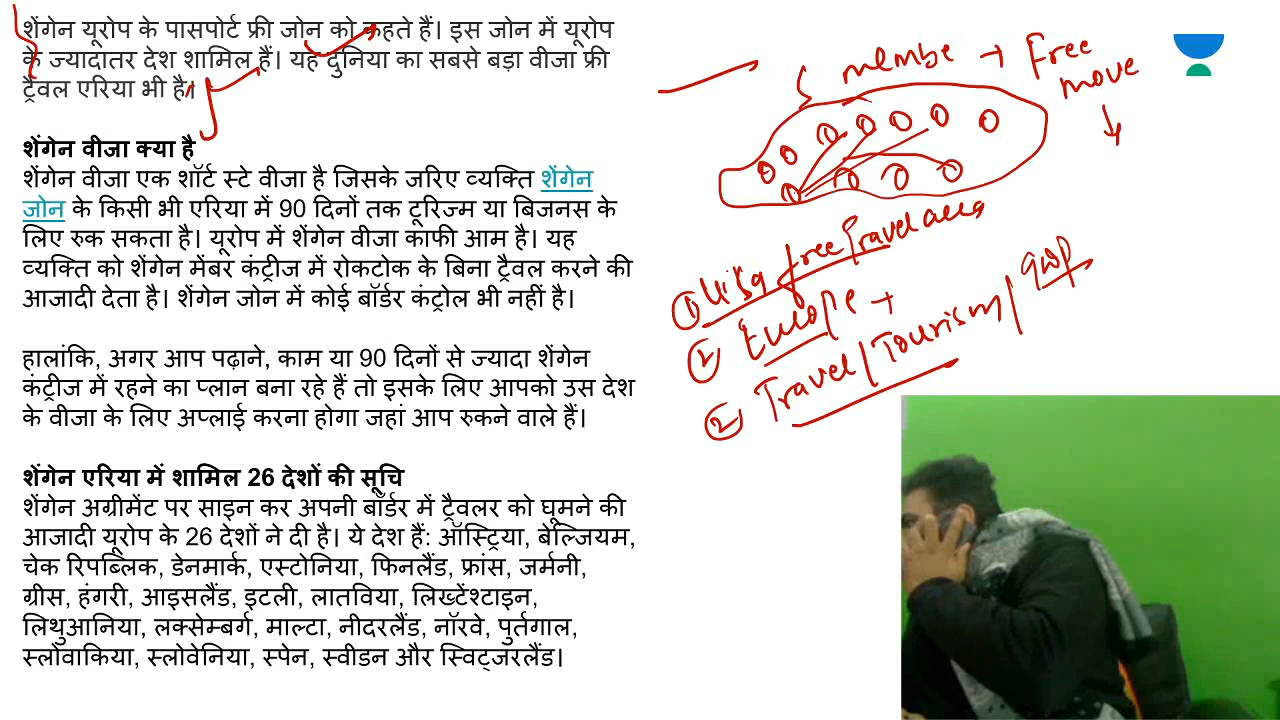 शेंगेन यूरोप के पासपोर्ट फ्री जोन को कहते हैं। इस जोन में यूरोप
के ज्यादातर देश शामिल हैं। यह दुनिया का सबसे बड़ा वीजा फ्री
ट्रैवल एरिया भी है।
शेंगेन वीजा क्या है
शेंगेन वीजा एक शॉर्ट स्टे वीजा है जिसके जरिए व्यक्ति शेंगेन
जोन के किसी भी एरिया में 90 दिनों तक टूरिज्म या बिजनस के
लिए रुक सकता है। यूरोप में शेंगेन वीजा काफी आम है। यह
व्यक्ति को शेंगेन मेंबर कंट्रीज में रोकटोक के बिना ट्रैवल करने की
आजादी देता है। शेंगेन जोन में कोई बॉर्डर कंट्रोल भी नहीं है।
हालांकि, अगर आप पढ़ाने, काम या 90 दिनों से ज्यादा शेंगेन
कंट्रीज में रहने का प्लान बना रहे हैं तो इसके लिए आपको उस देश
के वीजा के लिए अप्लाई करना होगा जहां आप रुकने वाले हैं।
शेंगेन एरिया में शामिल 26 देशों की सूचि
शेंगेन अग्रीमेंट पर साइन कर अपनी बॉर्डर में ट्रैवलर को घूमने की
आजादी यूरोप के 26 देशों ने दी है। ये देश हैं: ऑस्ट्रिया, बेल्जियम,
चेक रिपब्लिक, डेनमार्क, एस्टोनिया, फिनलैंड, फ्रांस, जर्मनी,
ग्रीस, हंगरी, आइसलैंड, इटली, लातविया, लिख्टेंश्टाइन,
लिथुआनिया, लक्सेम्बर्ग, माल्टा, नीदरलैंड, नॉरवे, पुर्तगाल,
स्लोवाकिया, स्लोवेनिया, स्पेन, स्वीडन और स्विट्जरलैंड।
membe → Free
move
① Visa free travel area
② Europe +
② Travel/Tourism/